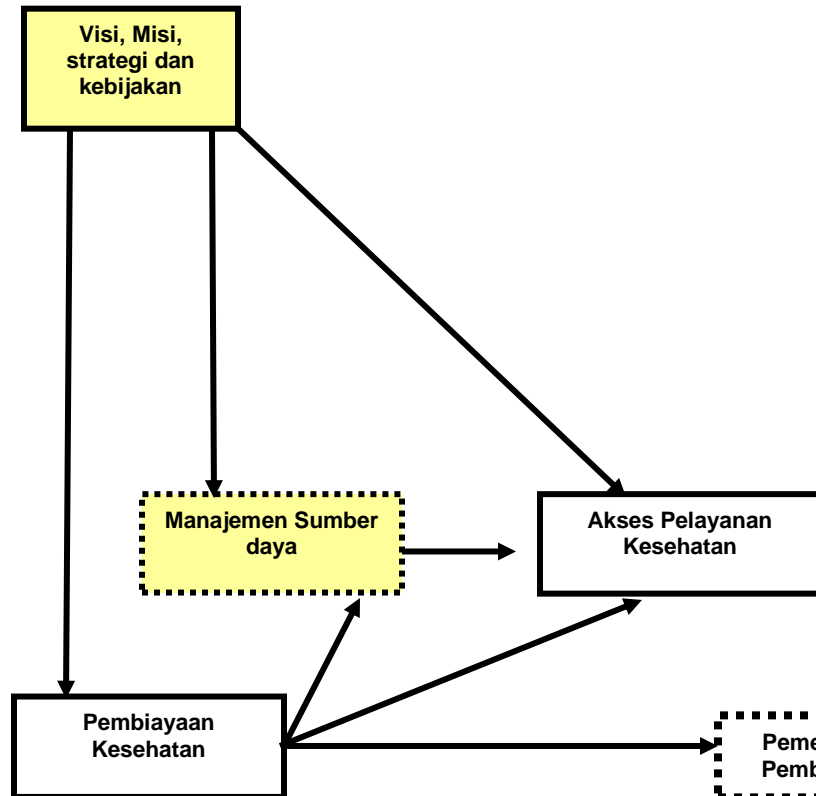 Visi, Misi,
strategi dan
kebijakan
Manajemen Sumber
daya
Akses Pelayanan
Kesehatan
Pembiayaan
Kesehatan